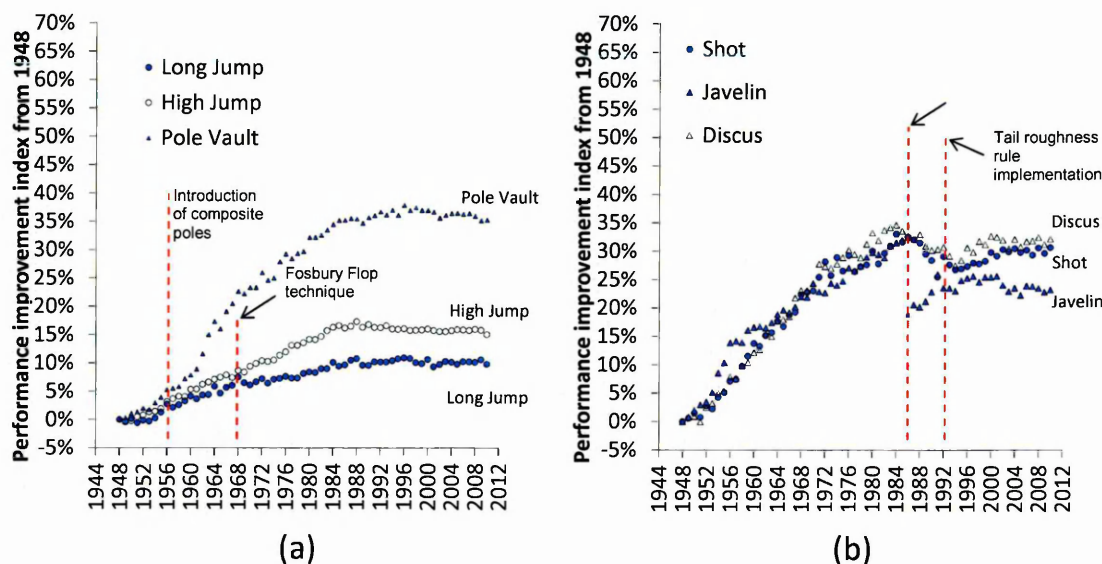 Performance improvement index from 1948
70%
65%
60%
55%
50%
45%
40%
35%
30%
25%
20%
15%
10%
5%
0%
-5%
Long Jump
High Jump
Pole Vault
Introduction
of composite
poles
Fosbury Flop
technique
Pole Vault
High Jump
Long Jump
1944
1948
1952
1956
1960
1964
1968
1972
1976
1980
1984
1988
1992
1996
2000
2004
2008
2012
(a)
Performance improvement index from 1948
70%
65%
60%
55%
50%
45%
40%
35%
30%
25%
20%
15%
10%
5%
0%
-5%
Shot
Javelin
Discus
Tail roughness
rule
implementation
Discus
Shot
Javelin
1944
1948
1952
1956
1960
1964
1968
1972
1976
1980
1984
1988
1992
1996
2000
2004
2008
2012
(b)